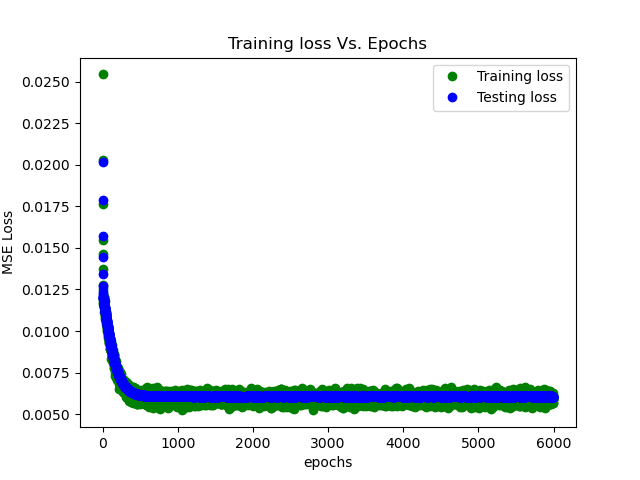 Training loss Vs. Epochs
Training loss
Testing loss
MSE Loss
0.0250
0.0225
0.0200
0.0175
0.0150
0.0125
0.0100
0.0075
0.0050
0 1000 2000 3000 4000 5000 6000
epochs